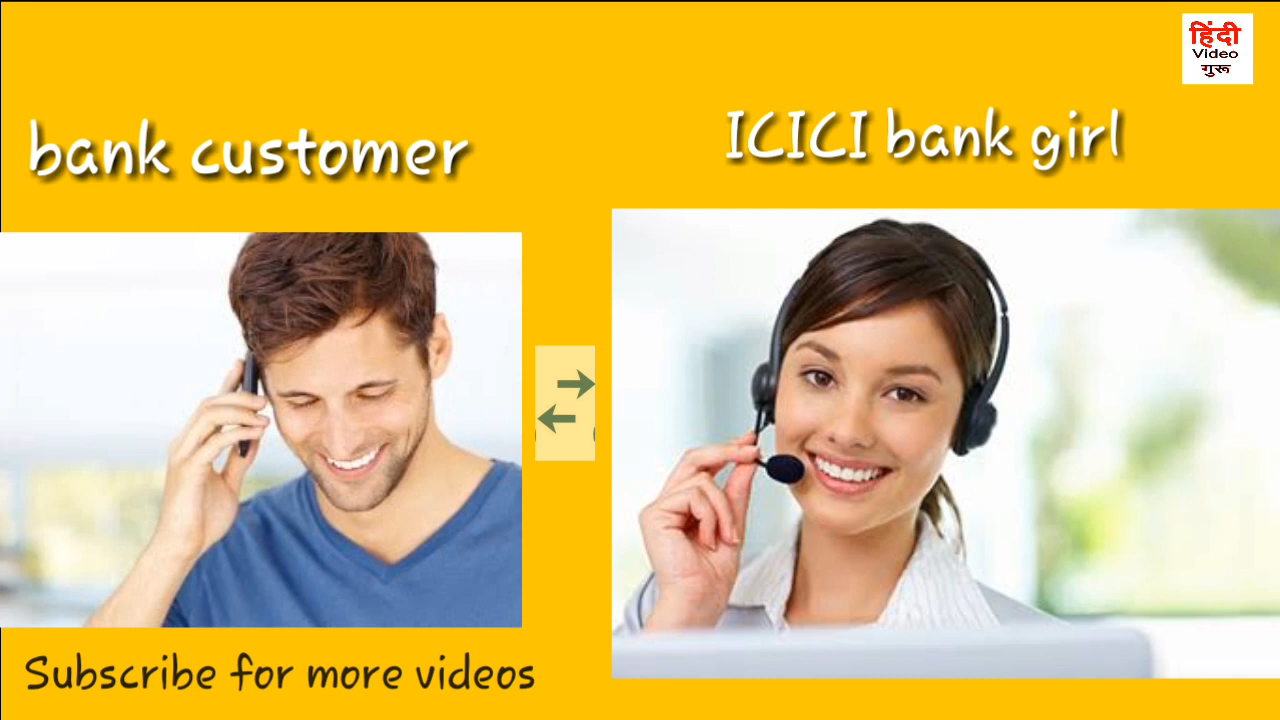 हिंदी
Video
गुरू
bank customer
ICICI bank girl
Subscribe for more videos